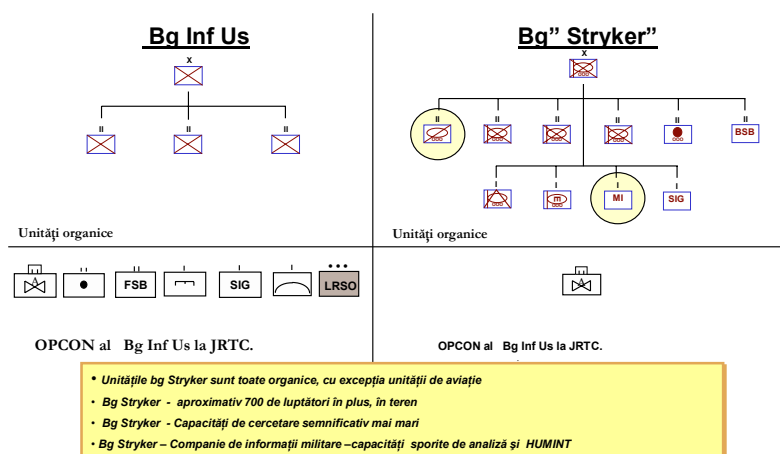 Bg Inf Us
Bg” Stryker”
X
X
II II II
II II II II II II
BSB
I I I I
m MI SIG
Unități organice
Unități organice
A II FSB I SIG I LRSO
A
OPCON al Bg Inf Us la JRTC.
OPCON al Bg Inf Us la JRTC.
• Unitățile bg Stryker sunt toate organice, cu excepția unității de aviație
• Bg Stryker - aproximativ 700 de luptători în plus, în teren
• Bg Stryker - Capacități de cercetare semnificativ mai mari
• Bg Stryker – Companie de informații militare –capacități sporite de analiză și HUMINT